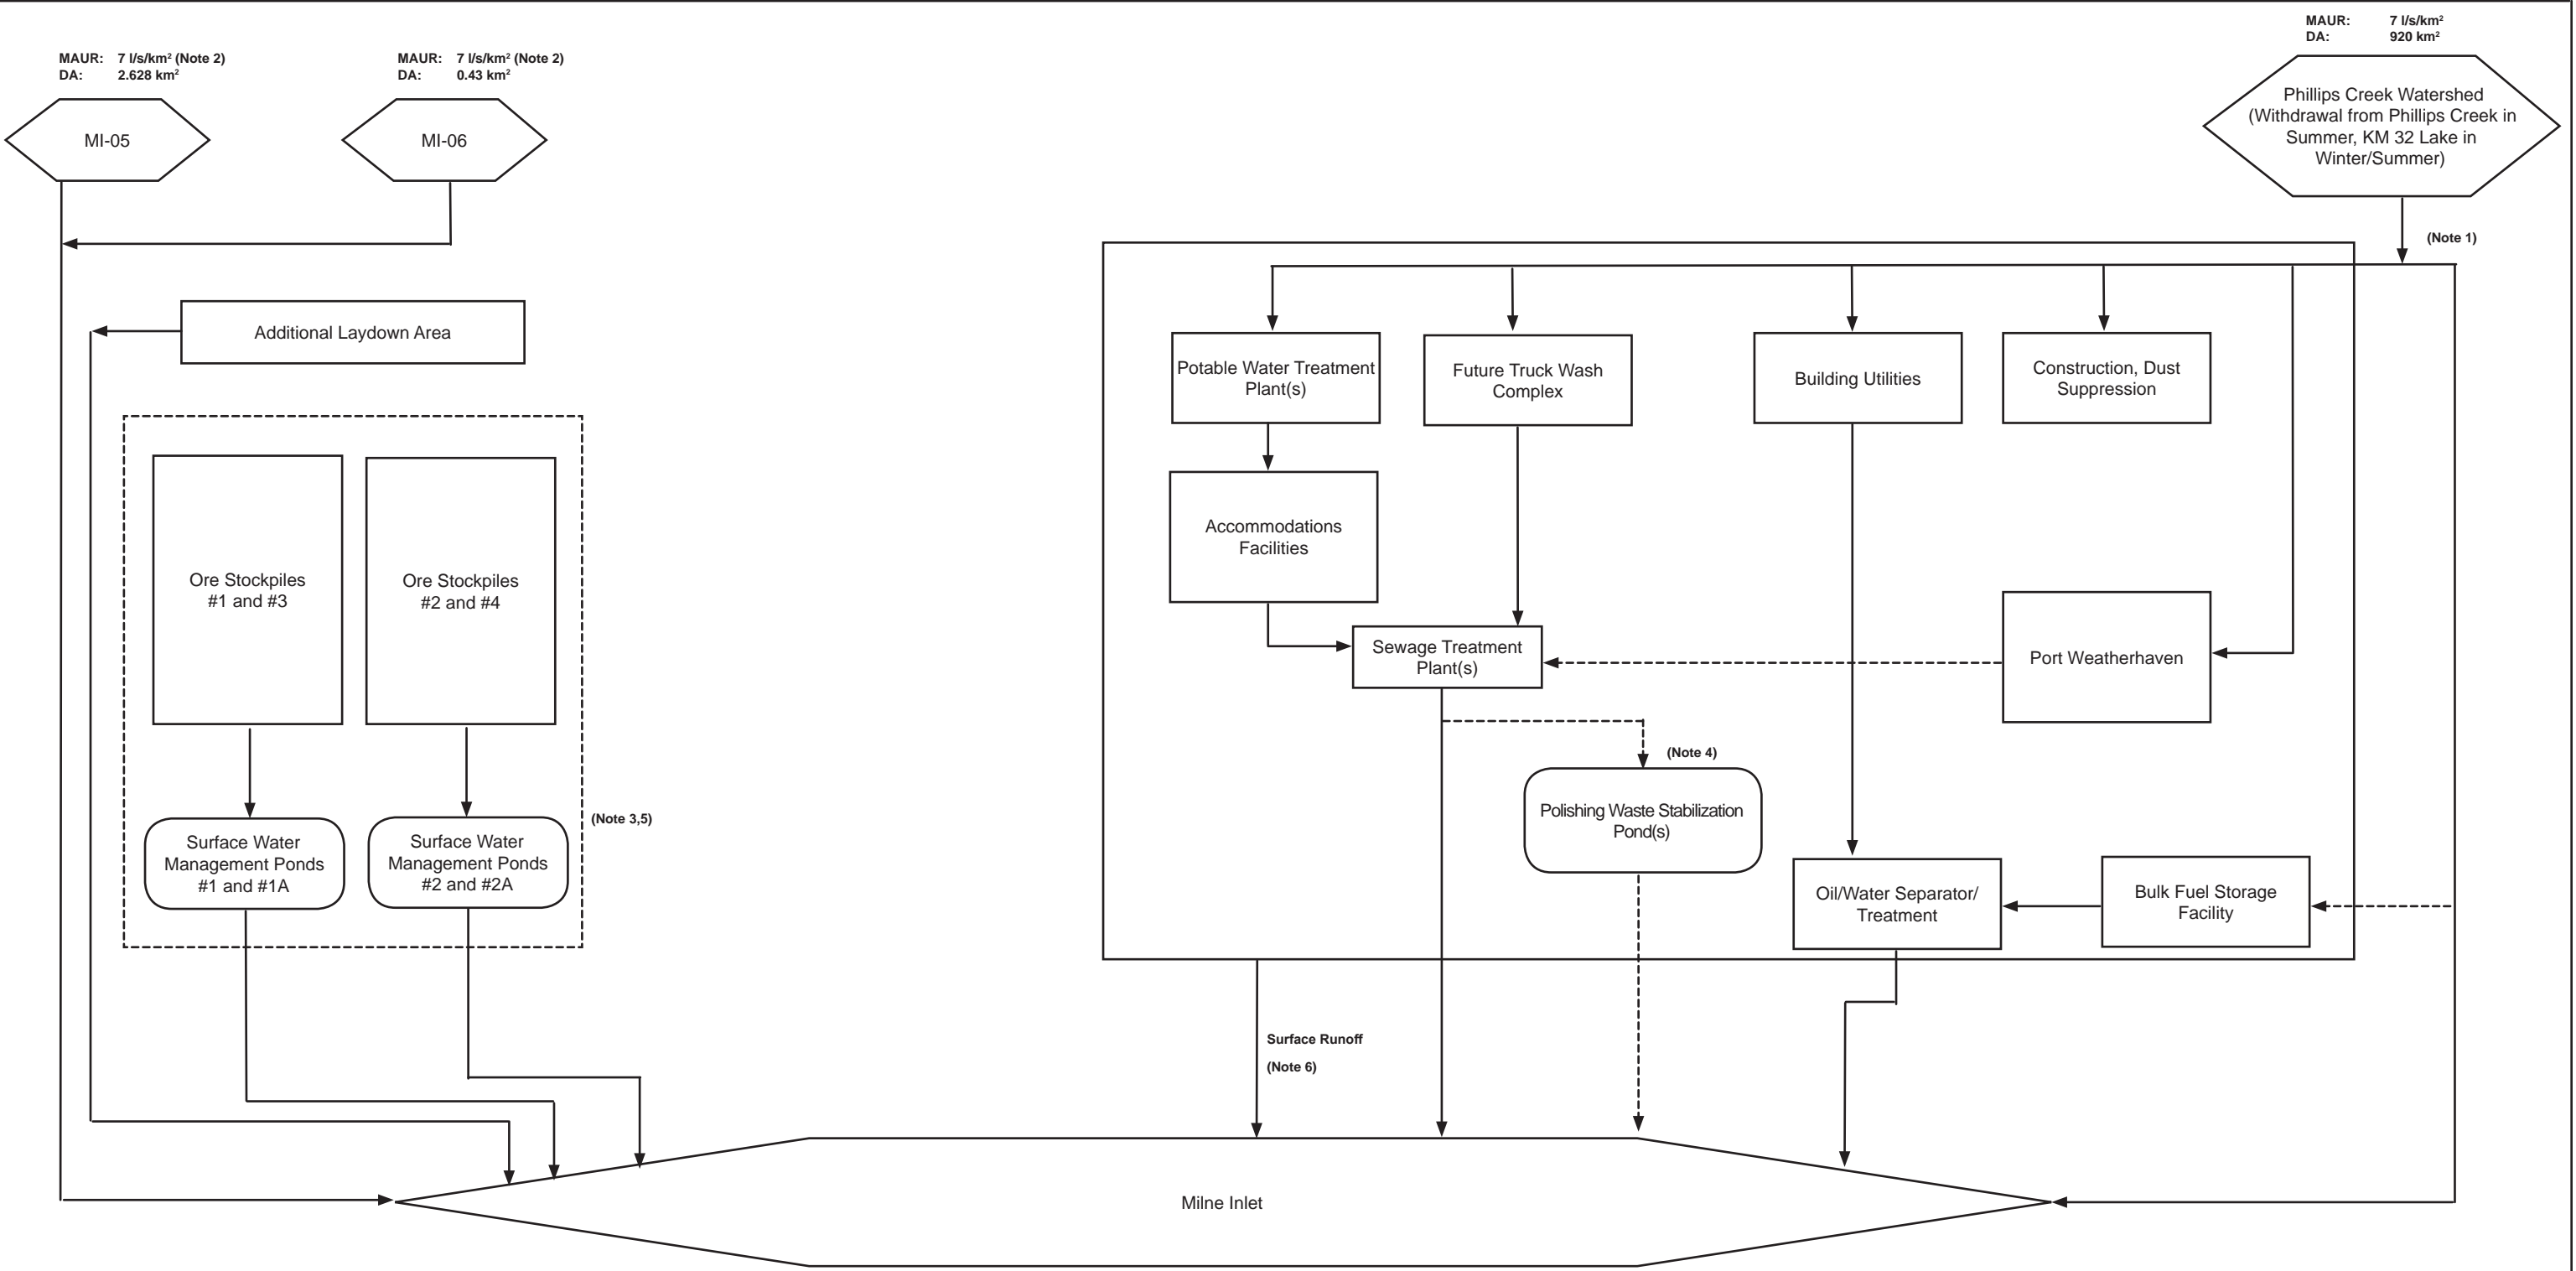 MAUR: 7 l/s/km² (Note 2)
DA: 2.628 km²
MI-05
MAUR: 7 l/s/km² (Note 2)
DA: 0.43 km²
MI-06
MAUR: 7 l/s/km²
DA: 920 km²
Phillips Creek Watershed
(Withdrawal from Phillips Creek in
Summer, KM 32 Lake in
Winter/Summer)
(Note 1)
Additional Laydown Area
Potable Water Treatment
Plant(s)
Future Truck Wash
Complex
Building Utilities
Construction, Dust
Suppression
Accommodations
Facilities
Ore Stockpiles
#1 and #3
Ore Stockpiles
#2 and #4
Sewage Treatment
Plant(s)
Port Weatherhaven
(Note 4)
Polishing Waste Stabilization
Pond(s)
(Note 3,5)
Surface Water
Management Ponds
#1 and #1A
Surface Water
Management Ponds
#2 and #2A
Oil/Water Separator/
Treatment
Bulk Fuel Storage
Facility
Surface Runoff
(Note 6)
Milne Inlet